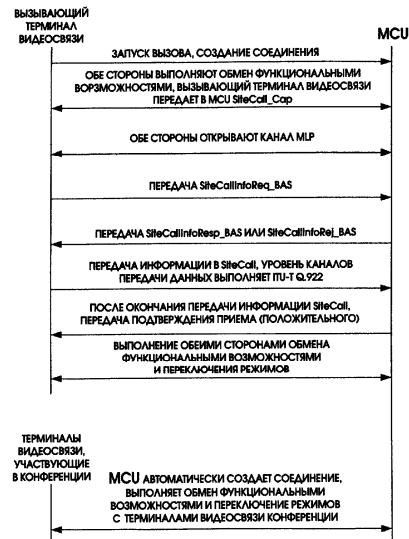 ВЫЗЫВАЮЩИЙ
ТЕРМИНАЛ
ВИДЕОСВЯЗИ
MCU
ЗАПУСК ВЫЗОВА, СОЗДАНИЕ СОЕДИНЕНИЯ
ОБЕ СТОРОНЫ ВЫПОЛНЯЮТ ОБМЕН ФУНКЦИОНАЛЬНЫМИ
ВОРЗМОЖНОСТЯМИ, ВЫЗЫВАЮЩИЙ ТЕРМИНАЛ ВИДЕОСВЯЗИ
ПЕРЕДАЕТ В MCU SiteCall_Cap
ОБЕ СТОРОНЫ ОТКРЫВАЮТ КАНАЛ MLP
ПЕРЕДАЧА SiteCallInfoReq_BAS
ПЕРЕДАЧА SiteCallInfoResp_BAS ИЛИ SiteCallInfoRej_BAS
ПЕРЕДАЧА ИНФОРМАЦИИ В SiteCall, УРОВЕНЬ КАНАЛОВ
ПЕРЕДАЧИ ДАННЫХ ВЫПОЛНЯЕТ ITU-T Q.922
ПОСЛЕ ОКОНЧАНИЯ ПЕРЕДАЧИ ИНФОРМАЦИИ SiteCall,
ПЕРЕДАЧА ПОДТВЕРЖДЕНИЯ ПРИЕМА (ПОЛОЖИТЕЛЬНОГО)
ВЫПОЛНЕНИЕ ОБЕИМИ СТОРОНАМИ ОБМЕНА
ФУНКЦИОНАЛЬНЫМИ ВОЗМОЖНОСТЯМИ
И ПЕРЕКЛЮЧЕНИЯ РЕЖИМОВ
ТЕРМИНАЛЫ
ВИДЕОСВЯЗИ,
УЧАСТВУЮЩИЕ
В КОНФЕРЕНЦИИ
MCU АВТОМАТИЧЕСКИ СОЗДАЕТ СОЕДИНЕНИЕ,
ВЫПОЛНЯЕТ ОБМЕН ФУНКЦИОНАЛЬНЫМИ
ВОЗМОЖНОСТЯМИ И ПЕРЕКЛЮЧЕНИЕ РЕЖИМОВ
С ТЕРМИНАЛАМИ ВИДЕОСВЯЗИ КОНФЕРЕНЦИИ